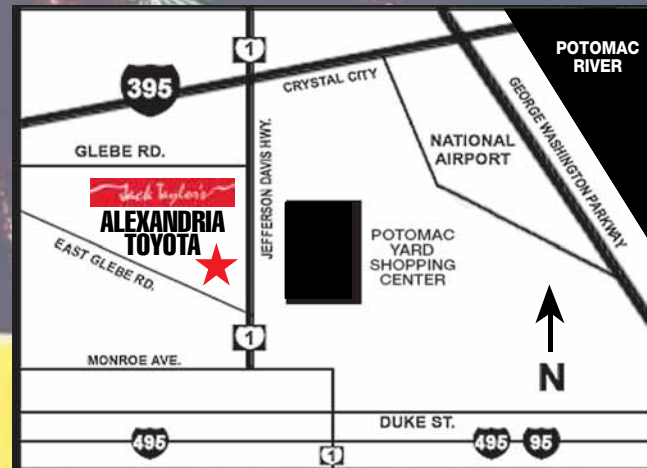 1
POTOMAC
RIVER
395
CRYSTAL CITY
GEORGE WASHINGTON PARKWAY
GLEBE RD.
JEFFERSON DAVIS HWY.
NATIONAL
AIRPORT
Jack Taylor's
ALEXANDRIA
TOYOTA
EAST GLEBE RD.
POTOMAC
YARD
SHOPPING
CENTER
1
MONROE AVE.
N
DUKE ST.
495
1
495
95